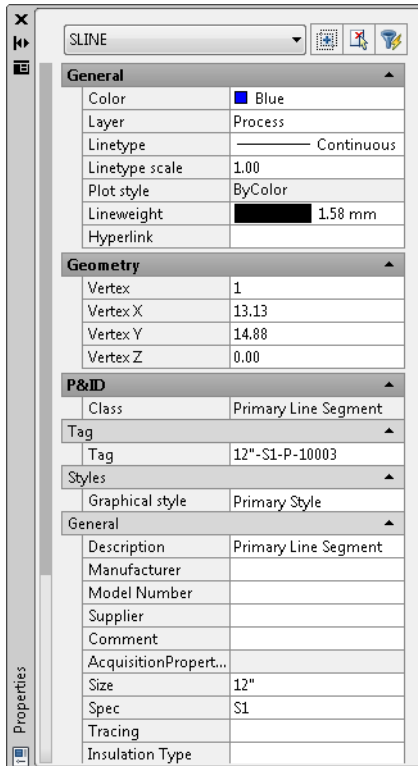 SLINE
General
Color Blue
Layer Process
Linetype Continuous
Linetype scale 1.00
Plot style ByColor
Lineweight 1.58 mm
Hyperlink
Geometry
Vertex 1
Vertex X 13.13
Vertex Y 14.88
Vertex Z 0.00
P&ID
Class Primary Line Segment
Tag
Tag 12"-S1-P-10003
Styles
Graphical style Primary Style
General
Description Primary Line Segment
Manufacturer
Model Number
Supplier
Comment
AcquisitionPropert...
Size 12"
Spec S1
Tracing
Insulation Type
Properties